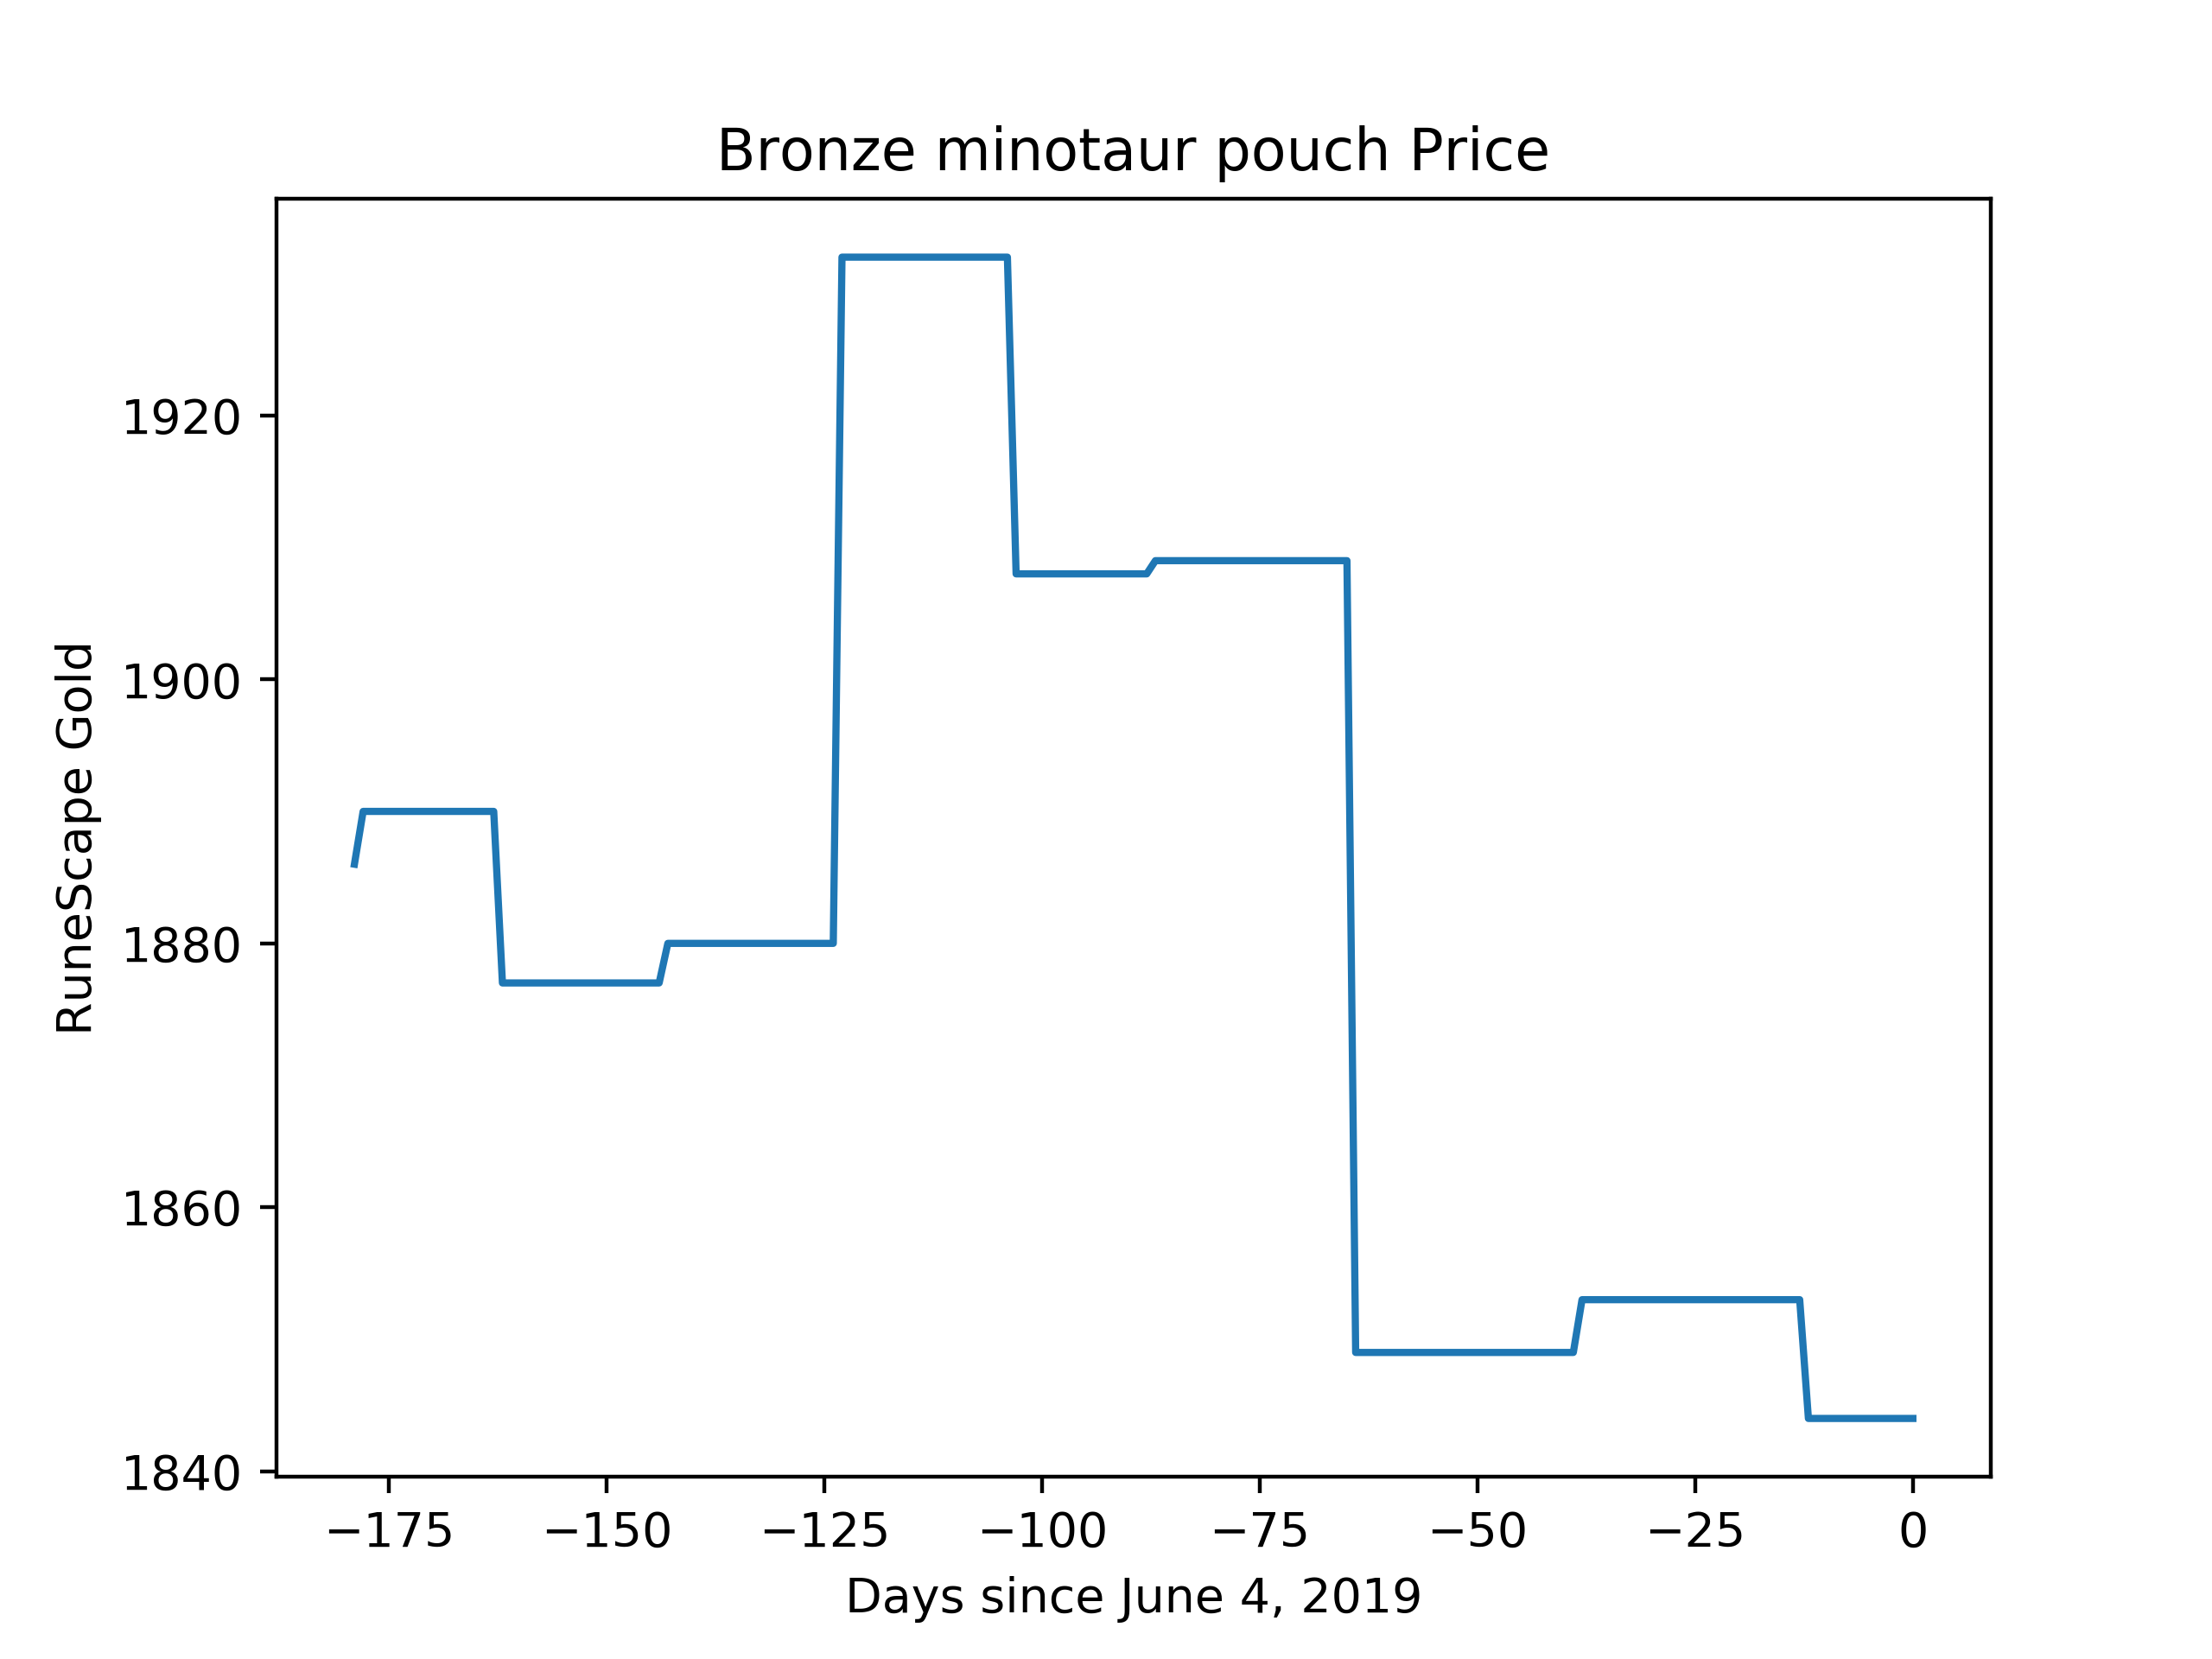 Bronze minotaur pouch Price
RuneScape Gold
1920
1900
1880
1860
1840
−175 −150 −125 −100 −75 −50 −25 0
Days since June 4, 2019